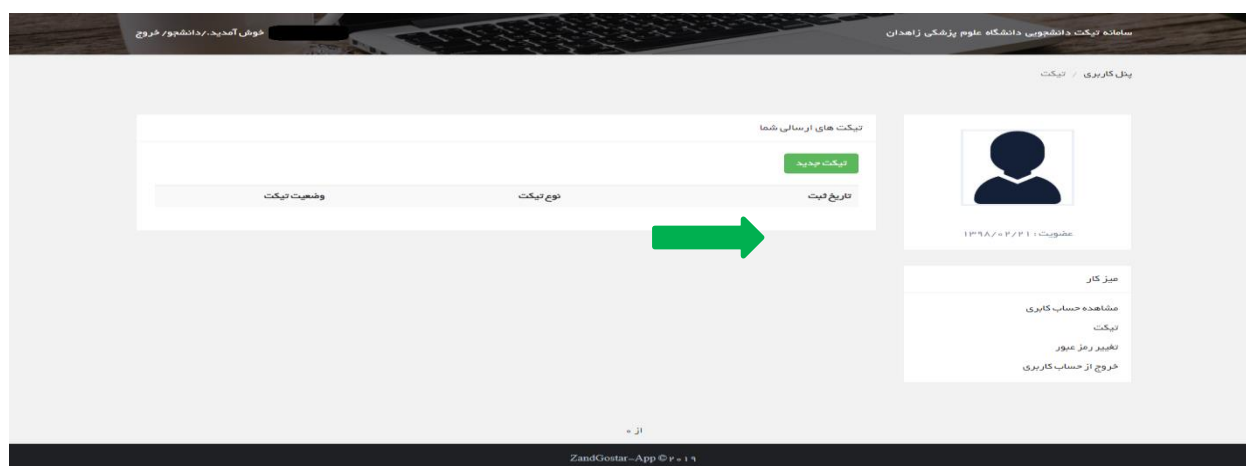 سامانه تیکت دانشجویی دانشگاه علوم پزشکی زاهدان
خوش آمدید./دانشجو/ خروج
پنل کاربری / تیکت
عضویت : ۱۳۹۸/۰۲/۲۱
میز کار
مشاهده حساب کابری
تیکت
تغییر رمز عبور
خروج از حساب کاربری
تیکت های ارسالی شما
تیکت جدید
تاریخ ثبت نوع تیکت وضعیت تیکت
از ۰
ZandGostar-App © ۲۰۱۹